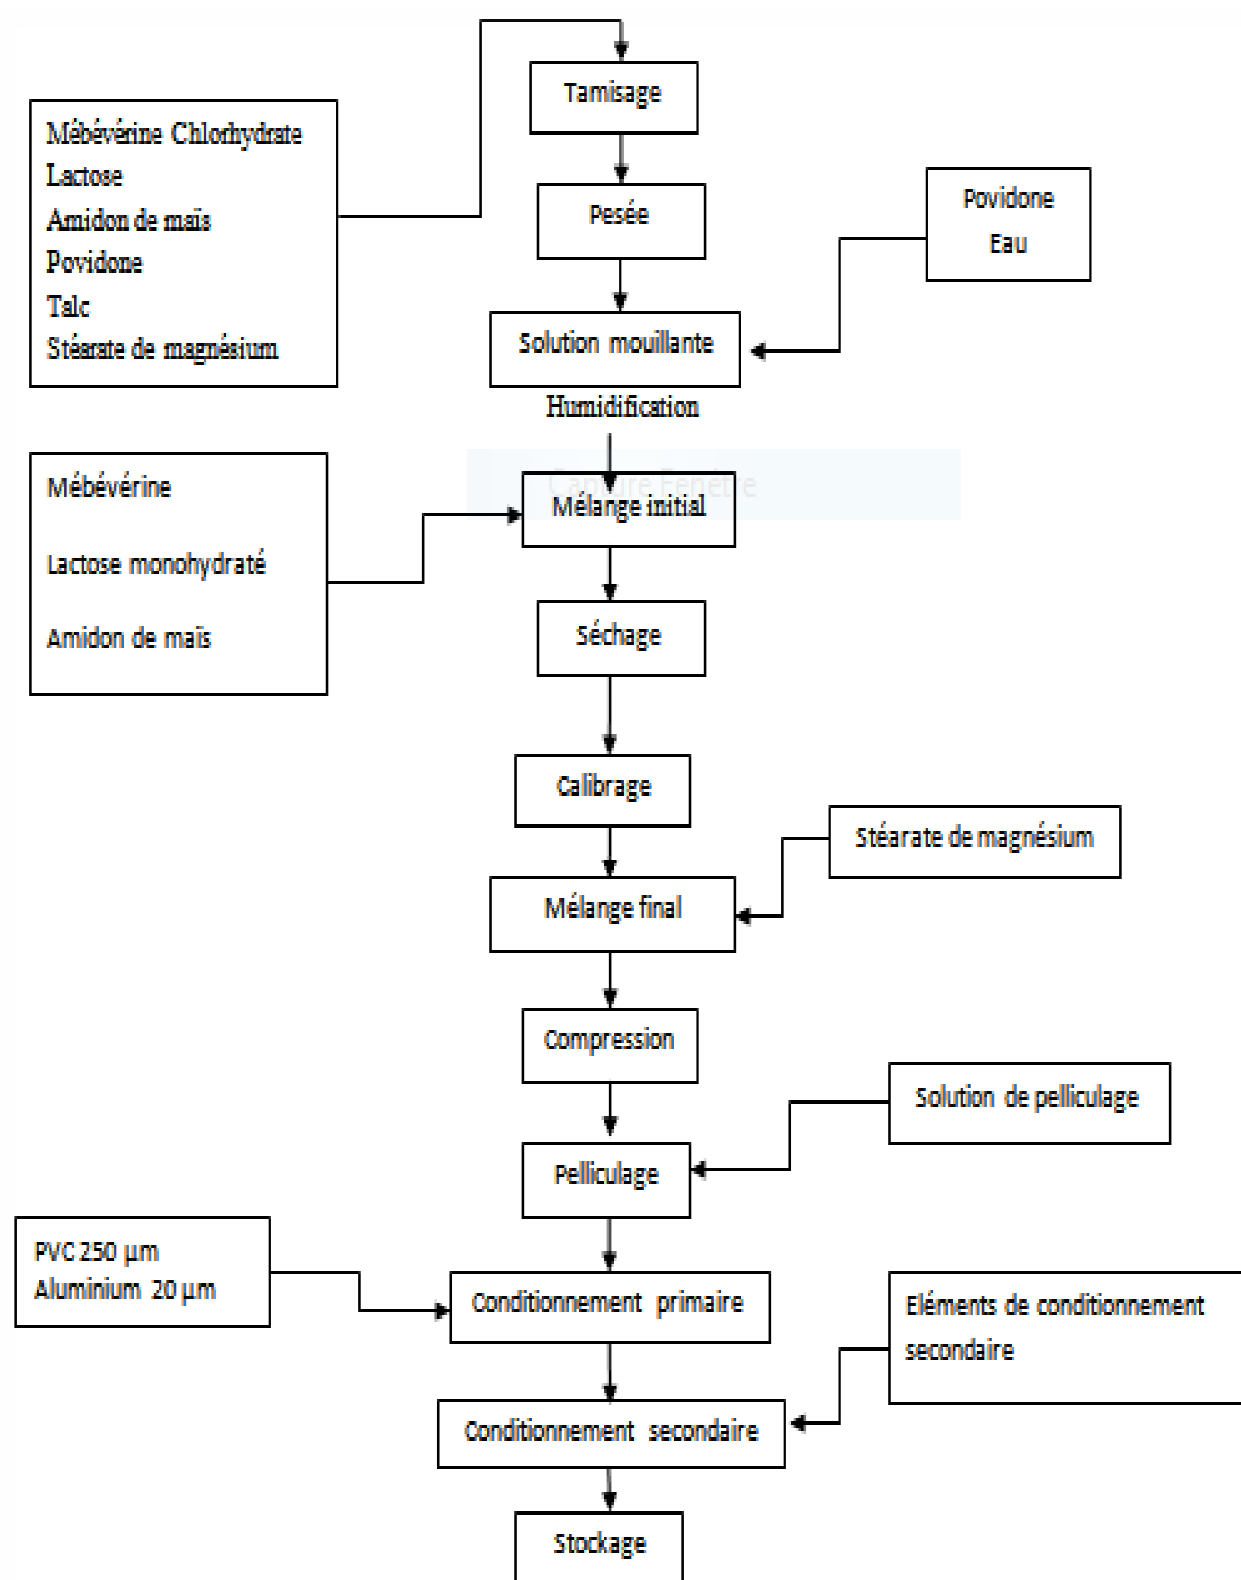 Tamisage
Mébévérine Chlorhydrate
Lactose
Amidon de maïs
Povidone
Talc
Stéarate de magnésium
Pesée
Povidone
Eau
Solution mouillante
Humidification
Capture Fenêtre
Mélange initial
Mébévérine
Lactose monohydraté
Amidon de maïs
Séchage
Calibrage
Stéarate de magnésium
Mélange final
Compression
Solution de pelliculage
Pelliculage
PVC 250 µm
Aluminium 20 µm
Conditionnement primaire
Eléments de conditionnement
secondaire
Conditionnement secondaire
Stockage